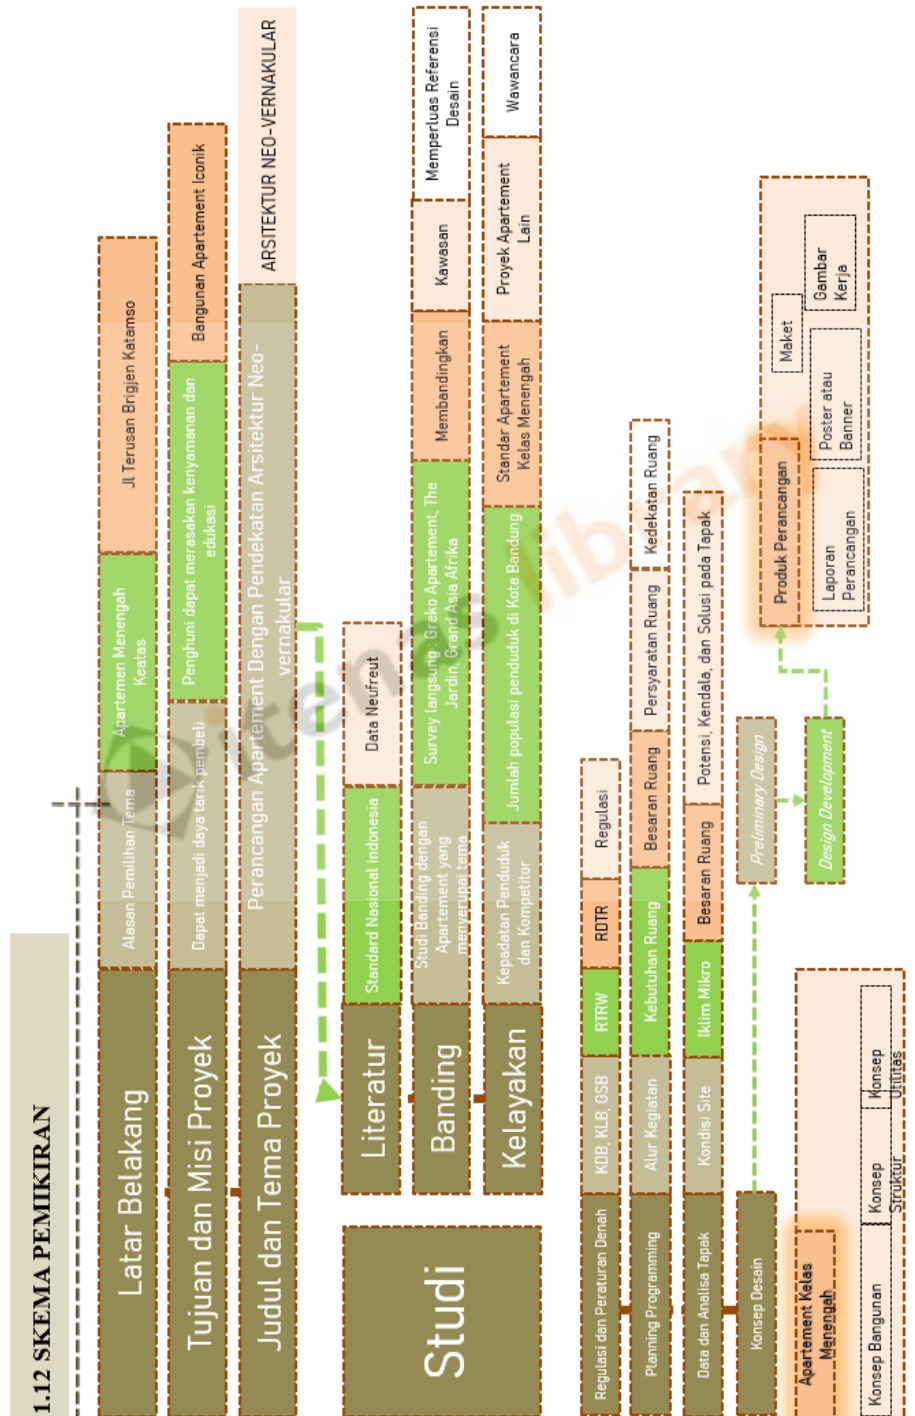 1.12 SKEMA PEMIKIRAN
Latar Belakang
Alasan Pemilihan Tema
Apartemen Menengah
Keatas
Jl Terusan Brigjen Katamso
Tujuan dan Misi Proyek
Dapat menjadi daya tarik pembeli
Penghuni dapat merasakan kenyamanan dan
edukasi
Bangunan Apartement Iconik
Judul dan Tema Proyek
Perancangan Apartement Dengan Pendekatan Arsitektur Neo-
vernakular
ARSITEKTUR NEO-VERNAKULAR
Studi
Literatur
Standard Nasional indonesia
Data Neufreut
Banding
Studi Banding dengan
Apartement yang
menyerupai tema
Survey langsung: Greko Apartement, The
Jardin, Grand Asia Afrika
Membandingkan
Kawasan
Memperluas Referensi
Desain
Kelayakan
Kepadatan Penduduk
dan Kompetitor
Jumlah populasi penduduk di Kota Bandung
Standar Apartement
Kelas Menengah
Proyek Apartement
Lain
Wawancara
Regulasi dan Peraturan Denah
KDB, KLB, GSB
RTRW
RDTR
Regulasi
Planning Programming
Alur Kegiatan
Kebutuhan Ruang
Besaran Ruang
Persyaratan Ruang
Kedekatan Ruang
Data dan Analisa Tapak
Kondisi Site
Iklim Mikro
Besaran Ruang
Potensi, Kendala, dan Solusi pada Tapak
Konsep Desain
Preliminary Design
Design Development
Apartement Kalas
Menengah
Konsep Bangunan
Konsep
Struktur
Konsep
Utilitas
Produk Perancangan
Maket
Laporan
Perancangan
Poster atau
Banner
Gambar
Kerja
itenas library